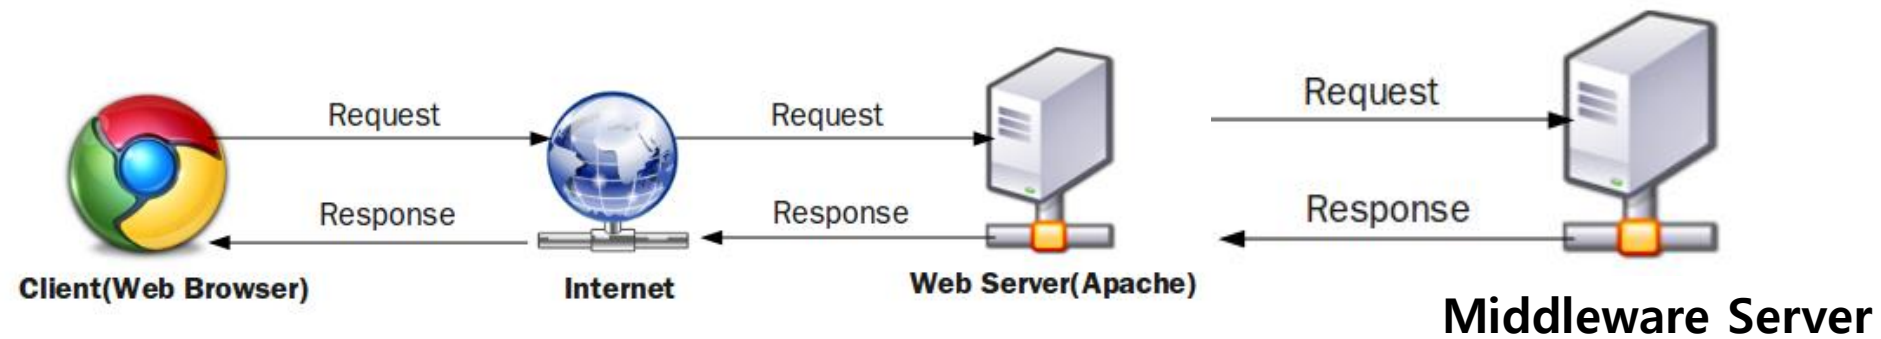 Request
Request
Request
Response
Response
Response
Client(Web Browser)
Internet
Web Server(Apache)
Middleware Server